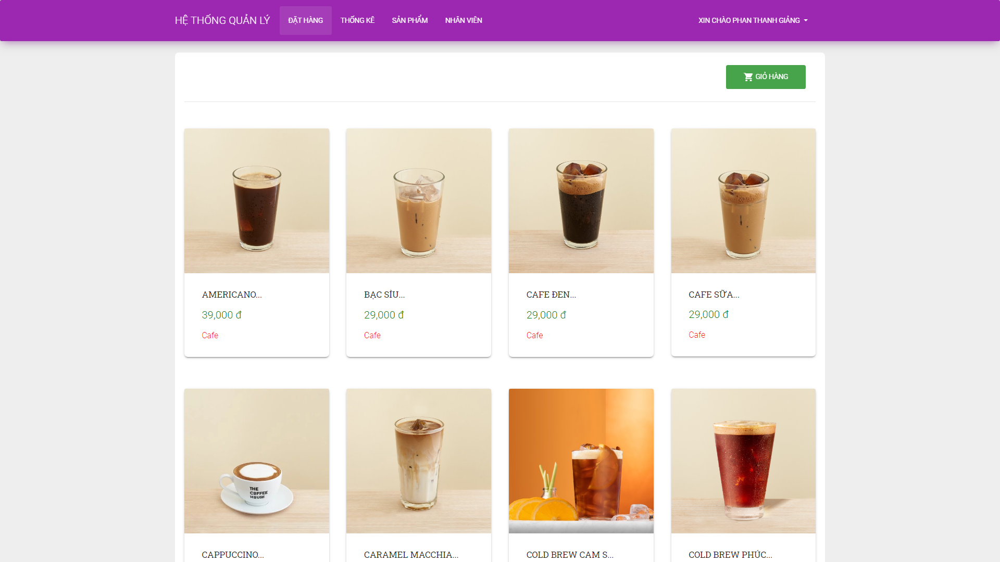 HỆ THỐNG QUẢN LÝ
ĐẶT HÀNG
THỐNG KÊ
SẢN PHẨM
NHÂN VIÊN
XIN CHÀO PHAN THANH GIẢNG
GIỎ HÀNG
AMERICANO...
39,000 đ
Cafe
BẠC SỈU...
29,000 đ
Cafe
CAFE ĐEN...
29,000 đ
Cafe
CAFE SỮA...
29,000 đ
Cafe
THE
COFFEE
HOUSE
CAPPUCCINO...
CARAMEL MACCHIA...
COLD BREW CAM S...
COLD BREW PHÚC...